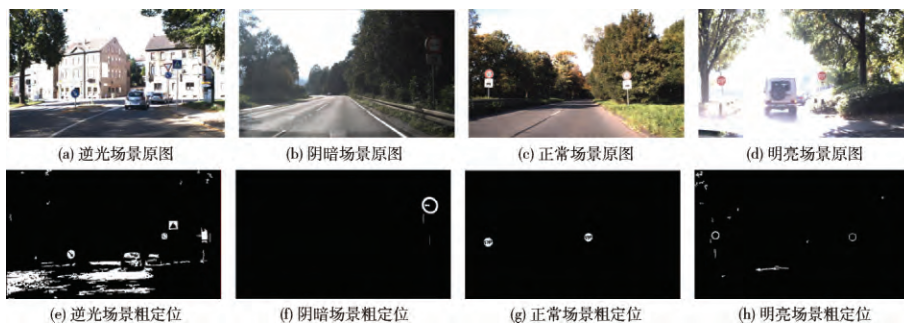 (a) 逆光场景原图
(b) 阴暗场景原图
(c) 正常场景原图
(d) 明亮场景原图
(e) 逆光场景粗定位
(f) 阴暗场景粗定位
(g) 正常场景粗定位
(h) 明亮场景粗定位